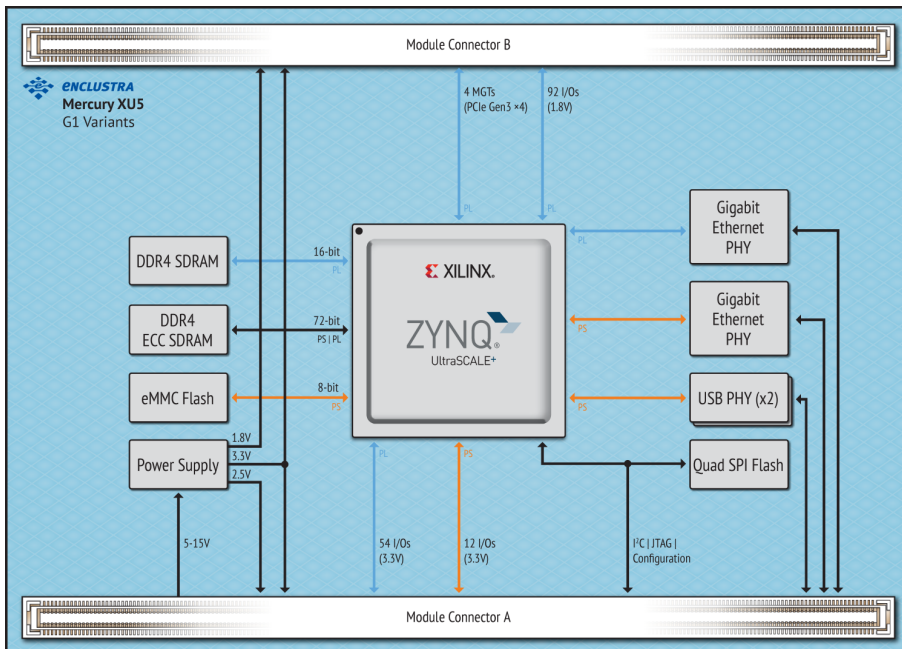 Module Connector B
ENCLUSTRA
Mercury XU5
G1 Variants
4 MGTs
(PCIe Gen3 ×4)
92 I/Os
(1.8V)
PL
PL
Gigabit
Ethernet
PHY
PL
DDR4 SDRAM
16-bit
PL
XILINX®
ZYNQ®
UltraSCALE+
DDR4
ECC SDRAM
72-bit
PS | PL
Gigabit
Ethernet
PHY
PS
eMMC Flash
8-bit
PS
USB PHY (x2)
PS
Power Supply
1.8V
3.3V
2.5V
PL
PS
Quad SPI Flash
5-15V
54 I/Os
(3.3V)
12 I/Os
(3.3V)
I²C | JTAG |
Configuration
Module Connector A